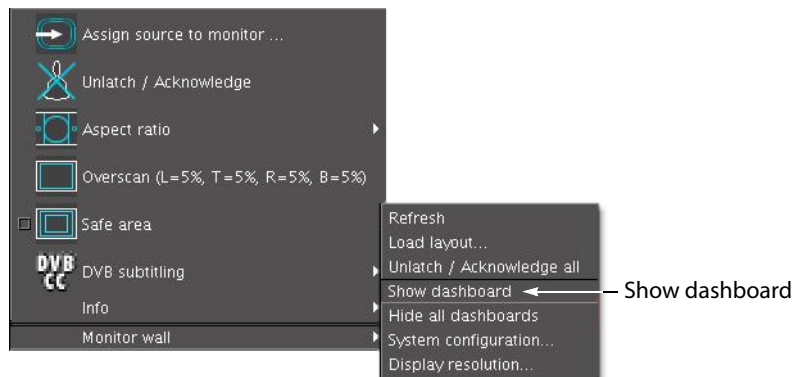 Assign source to monitor ...
Unlatch / Acknowledge
Aspect ratio
Overscan (L=5%, T=5%, R=5%, B=5%)
Safe area
DVB CC DVB subtitling
Info
Monitor wall
Refresh
Load layout...
Unlatch / Acknowledge all
Show dashboard
Hide all dashboards
System configuration...
Display resolution...
Show dashboard